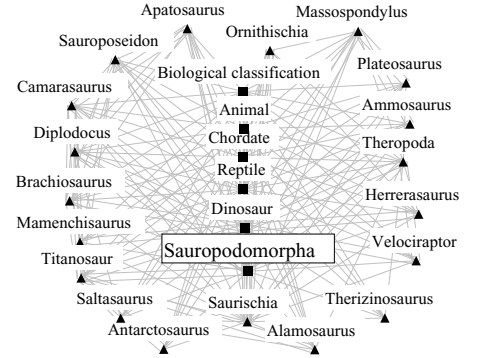 Apatosaurus
Massospondylus
Ornithischia
Sauroposeidon
Plateosaurus
Biological classification
Camarasaurus
Ammosaurus
Animal
Diplodocus
Chordate
Theropoda
Reptile
Brachiosaurus
Herrerasaurus
Dinosaur
Mamenchisaurus
Velociraptor
Sauropodomorpha
Titanosaur
Saltasaurus
Saurischia
Therizinosaurus
Antarctosaurus
Alamosaurus